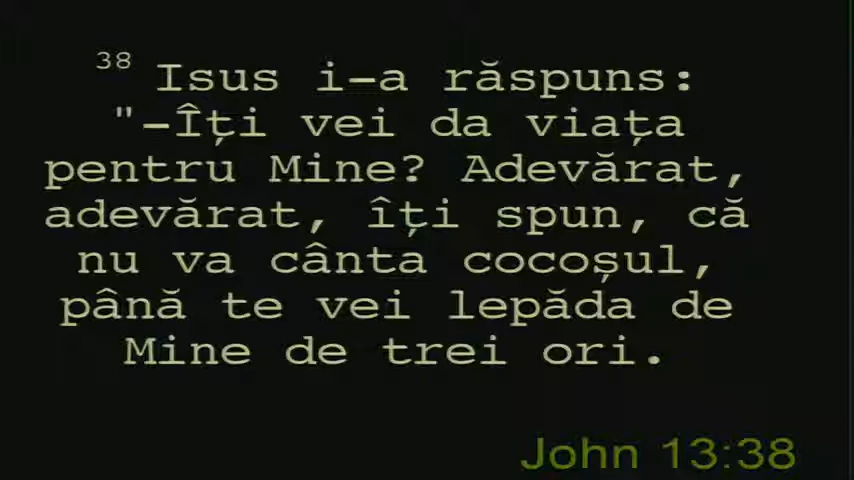 38 Isus i-a răspuns:
"-Îți vei da viața
pentru Mine? Adevărat,
adevărat, îți spun, că
nu va cânta cocoșul,
până te vei lepăda de
Mine de trei ori.
John 13:38